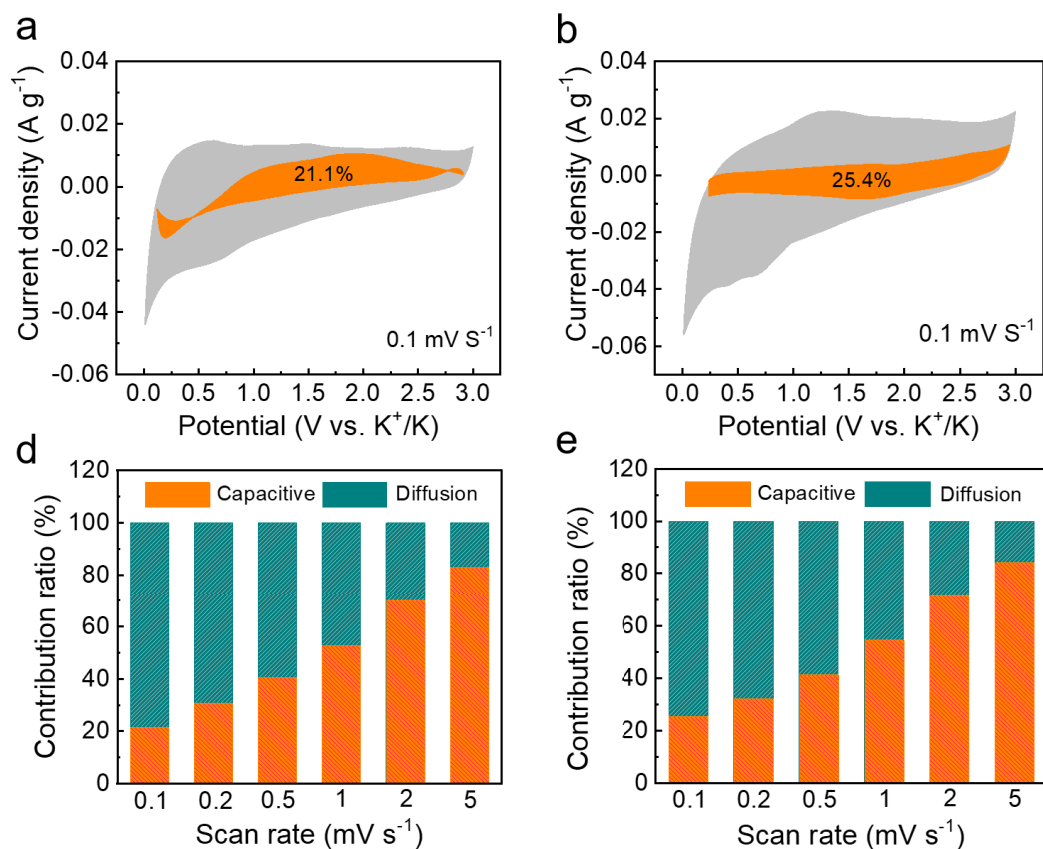 a
0.04
0.02
0.00
-0.02
-0.04
-0.06
Current density (A g⁻¹)
21.1%
0.1 mV S⁻¹
0.0 0.5 1.0 1.5 2.0 2.5 3.0
Potential (V vs. K⁺/K)
b
0.04
0.02
0.00
-0.02
-0.04
-0.06
Current density (A g⁻¹)
25.4%
0.1 mV S⁻¹
0.0 0.5 1.0 1.5 2.0 2.5 3.0
Potential (V vs. K⁺/K)
d
120
100
80
60
40
20
0
Contribution ratio (%)
Capacitive Diffusion
0.1 0.2 0.5 1 2 5
Scan rate (mV s⁻¹)
e
120
100
80
60
40
20
0
Contribution ratio (%)
Capacitive Diffusion
0.1 0.2 0.5 1 2 5
Scan rate (mV s⁻¹)